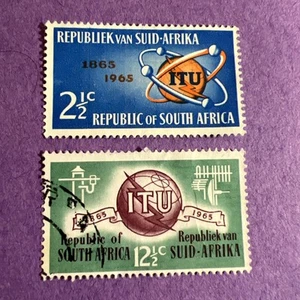 REPUBLIEK VAN SUID-AFRIKA
1865
1965
ITU
2½c
REPUBLIC OF SOUTH AFRICA
1865 ITU 1965
Republic of Republiek van
SOUTH AFRICA 12½c SUID-AFRIKA